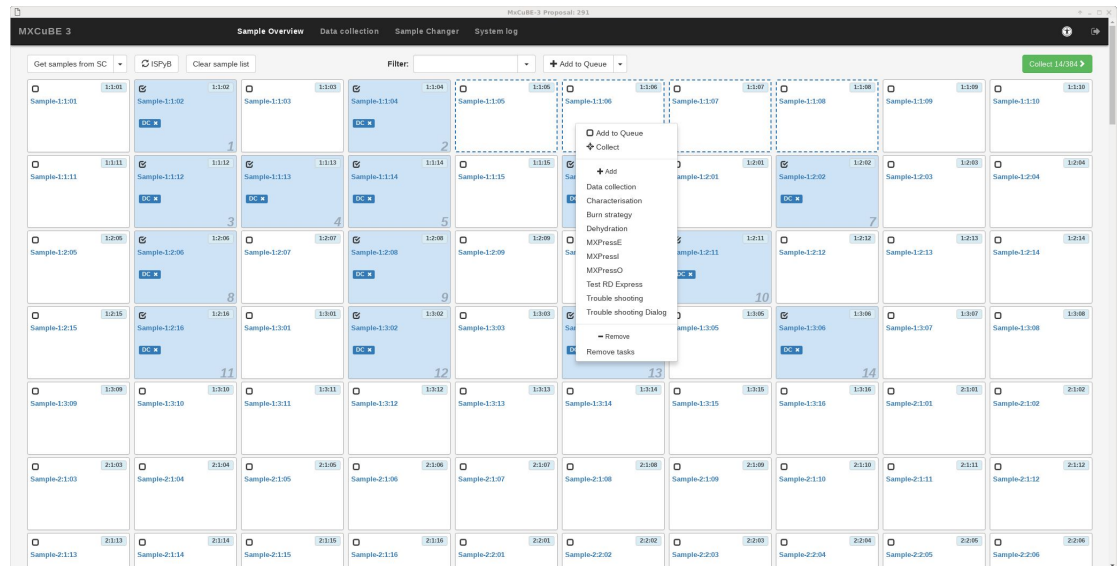 MXCuBE-3 Proposal: 291
MXCuBE 3 Sample Overview Data collection Sample Changer System log
Get samples from SC ISPyB Clear sample list Filter: Add to Queue Collect 14/384
1:1:01 1:1:02 1:1:03 1:1:04 1:1:05 1:1:06 1:1:07 1:1:08 1:1:09 1:1:10
Sample-1:1:01 Sample-1:1:02 Sample-1:1:03 Sample-1:1:04 Sample-1:1:05 Sample-1:1:06 Sample-1:1:07 Sample-1:1:08 Sample-1:1:09 Sample-1:1:10
DC DC
1 2
1:1:11 1:1:12 1:1:13 1:1:14 1:1:15 1:2:01 1:2:02 1:2:03 1:2:04
Sample-1:1:11 Sample-1:1:12 Sample-1:1:13 Sample-1:1:14 Sample-1:1:15 ample-1:2:01 Sample-1:2:02 Sample-1:2:03 Sample-1:2:04
DC DC DC DC
3 4 5 7
1:2:05 1:2:06 1:2:07 1:2:08 1:2:09 1:2:11 1:2:12 1:2:13 1:2:14
Sample-1:2:05 Sample-1:2:06 Sample-1:2:07 Sample-1:2:08 Sample-1:2:09 ample-1:2:11 Sample-1:2:12 Sample-1:2:13 Sample-1:2:14
DC DC DC
8 9 10
1:2:15 1:2:16 1:3:01 1:3:02 1:3:03 1:3:05 1:3:06 1:3:07 1:3:08
Sample-1:2:15 Sample-1:2:16 Sample-1:3:01 Sample-1:3:02 Sample-1:3:03 ample-1:3:05 Sample-1:3:06 Sample-1:3:07 Sample-1:3:08
DC DC DC
11 12 13 14
Add to Queue
Collect
Add
Data collection
Characterisation
Burn strategy
Dehydration
MXPressE
MXPressI
MXPressO
Test RD Express
Trouble shooting
Trouble shooting Dialog
Remove
Remove tasks
1:3:09 1:3:10 1:3:11 1:3:12 1:3:13 1:3:14 1:3:15 1:3:16 2:1:01 2:1:02
Sample-1:3:09 Sample-1:3:10 Sample-1:3:11 Sample-1:3:12 Sample-1:3:13 Sample-1:3:14 Sample-1:3:15 Sample-1:3:16 Sample-2:1:01 Sample-2:1:02
2:1:03 2:1:04 2:1:05 2:1:06 2:1:07 2:1:08 2:1:09 2:1:10 2:1:11 2:1:12
Sample-2:1:03 Sample-2:1:04 Sample-2:1:05 Sample-2:1:06 Sample-2:1:07 Sample-2:1:08 Sample-2:1:09 Sample-2:1:10 Sample-2:1:11 Sample-2:1:12
2:1:13 2:1:14 2:1:15 2:1:16 2:2:01 2:2:02 2:2:03 2:2:04 2:2:05 2:2:06
Sample-2:1:13 Sample-2:1:14 Sample-2:1:15 Sample-2:1:16 Sample-2:2:01 Sample-2:2:02 Sample-2:2:03 Sample-2:2:04 Sample-2:2:05 Sample-2:2:06